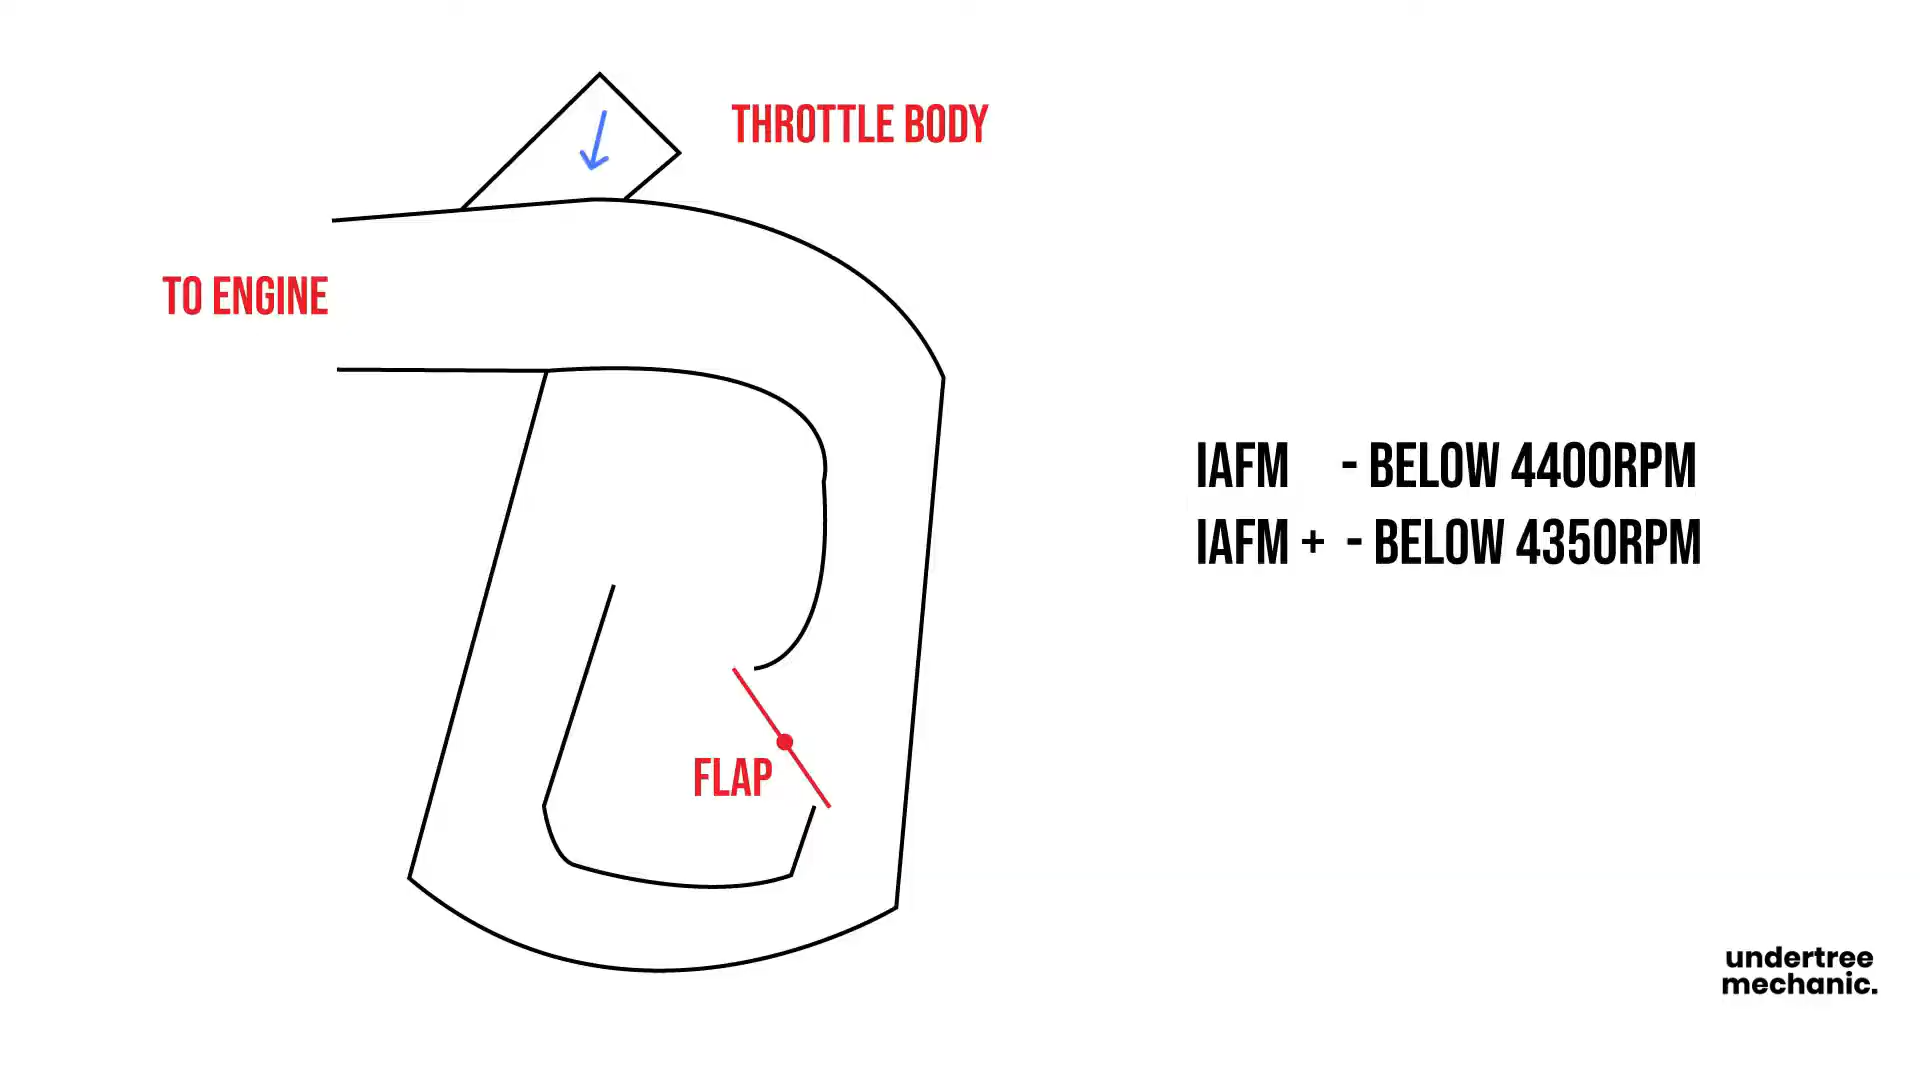 THROTTLE BODY
TO ENGINE
IAFM - BELOW 4400RPM
IAFM + - BELOW 4350RPM
FLAP
undertree
mechanic.